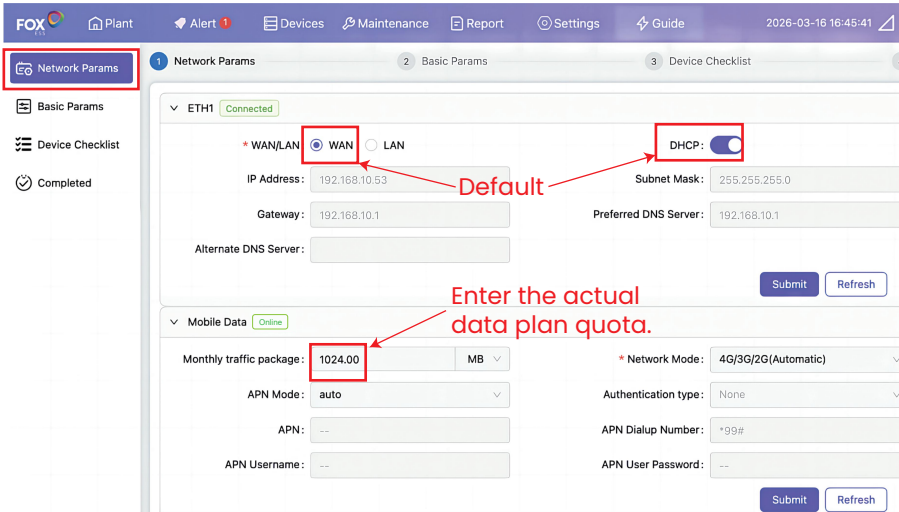 FOX ESS Plant Alert 1 Devices Maintenance Report Settings Guide 2026-03-16 16:45:41
Network Params
Basic Params
Device Checklist
Completed
1 Network Params 2 Basic Params 3 Device Checklist
ETH1 Connected
* WAN/LAN WAN LAN DHCP:
IP Address: 192.168.10.53 Subnet Mask: 255.255.255.0
Default
Gateway: 192.168.10.1 Preferred DNS Server: 192.168.10.1
Alternate DNS Server:
Submit Refresh
Enter the actual
data plan quota.
Mobile Data Online
Monthly traffic package: 1024.00 MB * Network Mode: 4G/3G/2G(Automatic)
APN Mode: auto Authentication type: None
APN: -- APN Dialup Number: *99#
APN Username: -- APN User Password: --
Submit Refresh